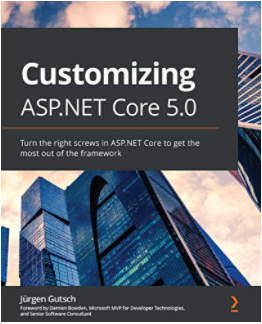 Customizing
ASP.NET Core 5.0
Turn the right screws in ASP.NET Core to get the
most out of the framework
Jürgen Gutsch
Foreword by Damien Bowden, Microsoft MVP for Developer Technologies,
and Senior Software Consultant